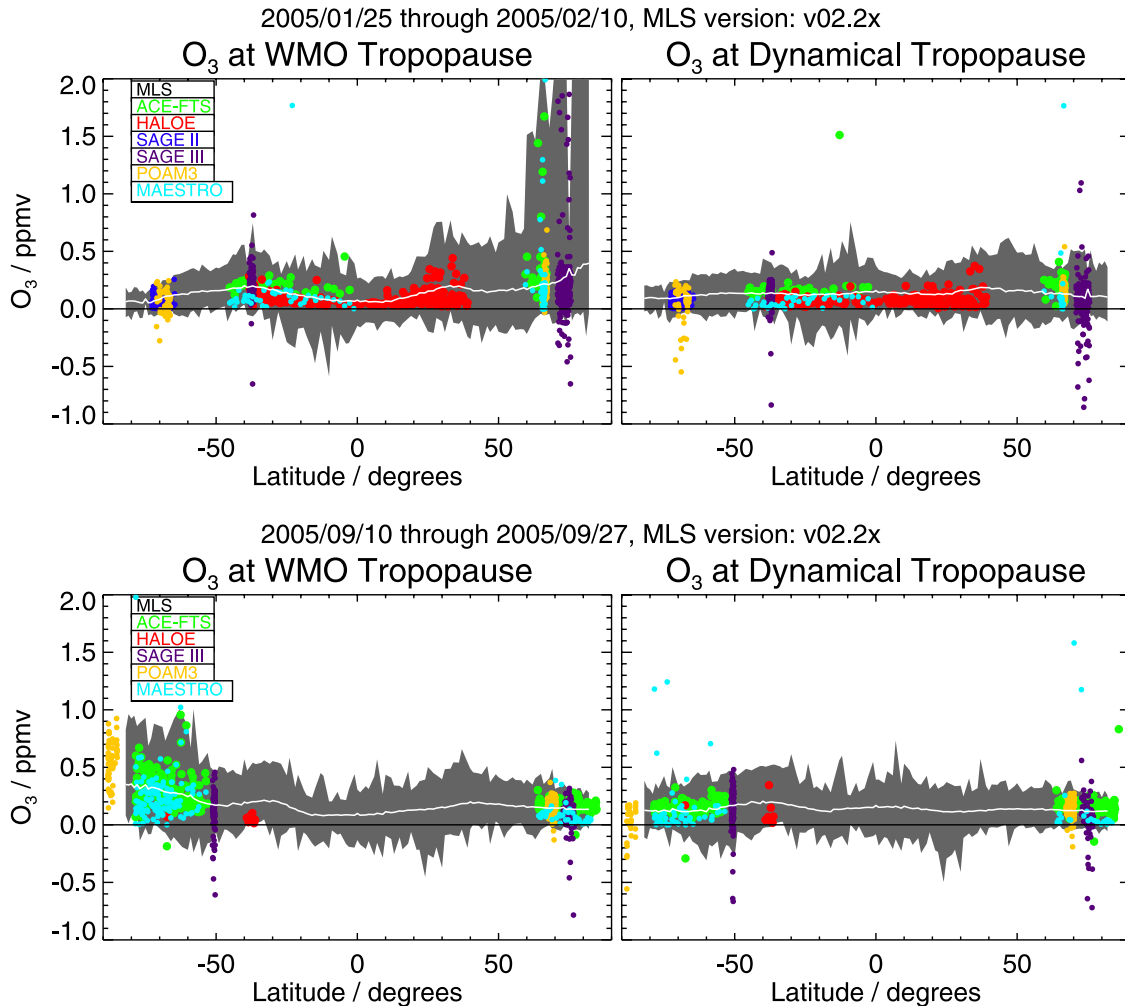 2005/01/25 through 2005/02/10, MLS version: v02.2x
O3 at WMO Tropopause
O3 at Dynamical Tropopause
2.0
1.5
1.0
0.5
0.0
-0.5
-1.0
O3 / ppmv
MLS
ACE-FTS
HALOE
SAGE II
SAGE III
POAM3
MAESTRO
-50 0 50
Latitude / degrees
-50 0 50
Latitude / degrees
2005/09/10 through 2005/09/27, MLS version: v02.2x
O3 at WMO Tropopause
O3 at Dynamical Tropopause
2.0
1.5
1.0
0.5
0.0
-0.5
-1.0
O3 / ppmv
MLS
ACE-FTS
HALOE
SAGE III
POAM3
MAESTRO
-50 0 50
Latitude / degrees
-50 0 50
Latitude / degrees